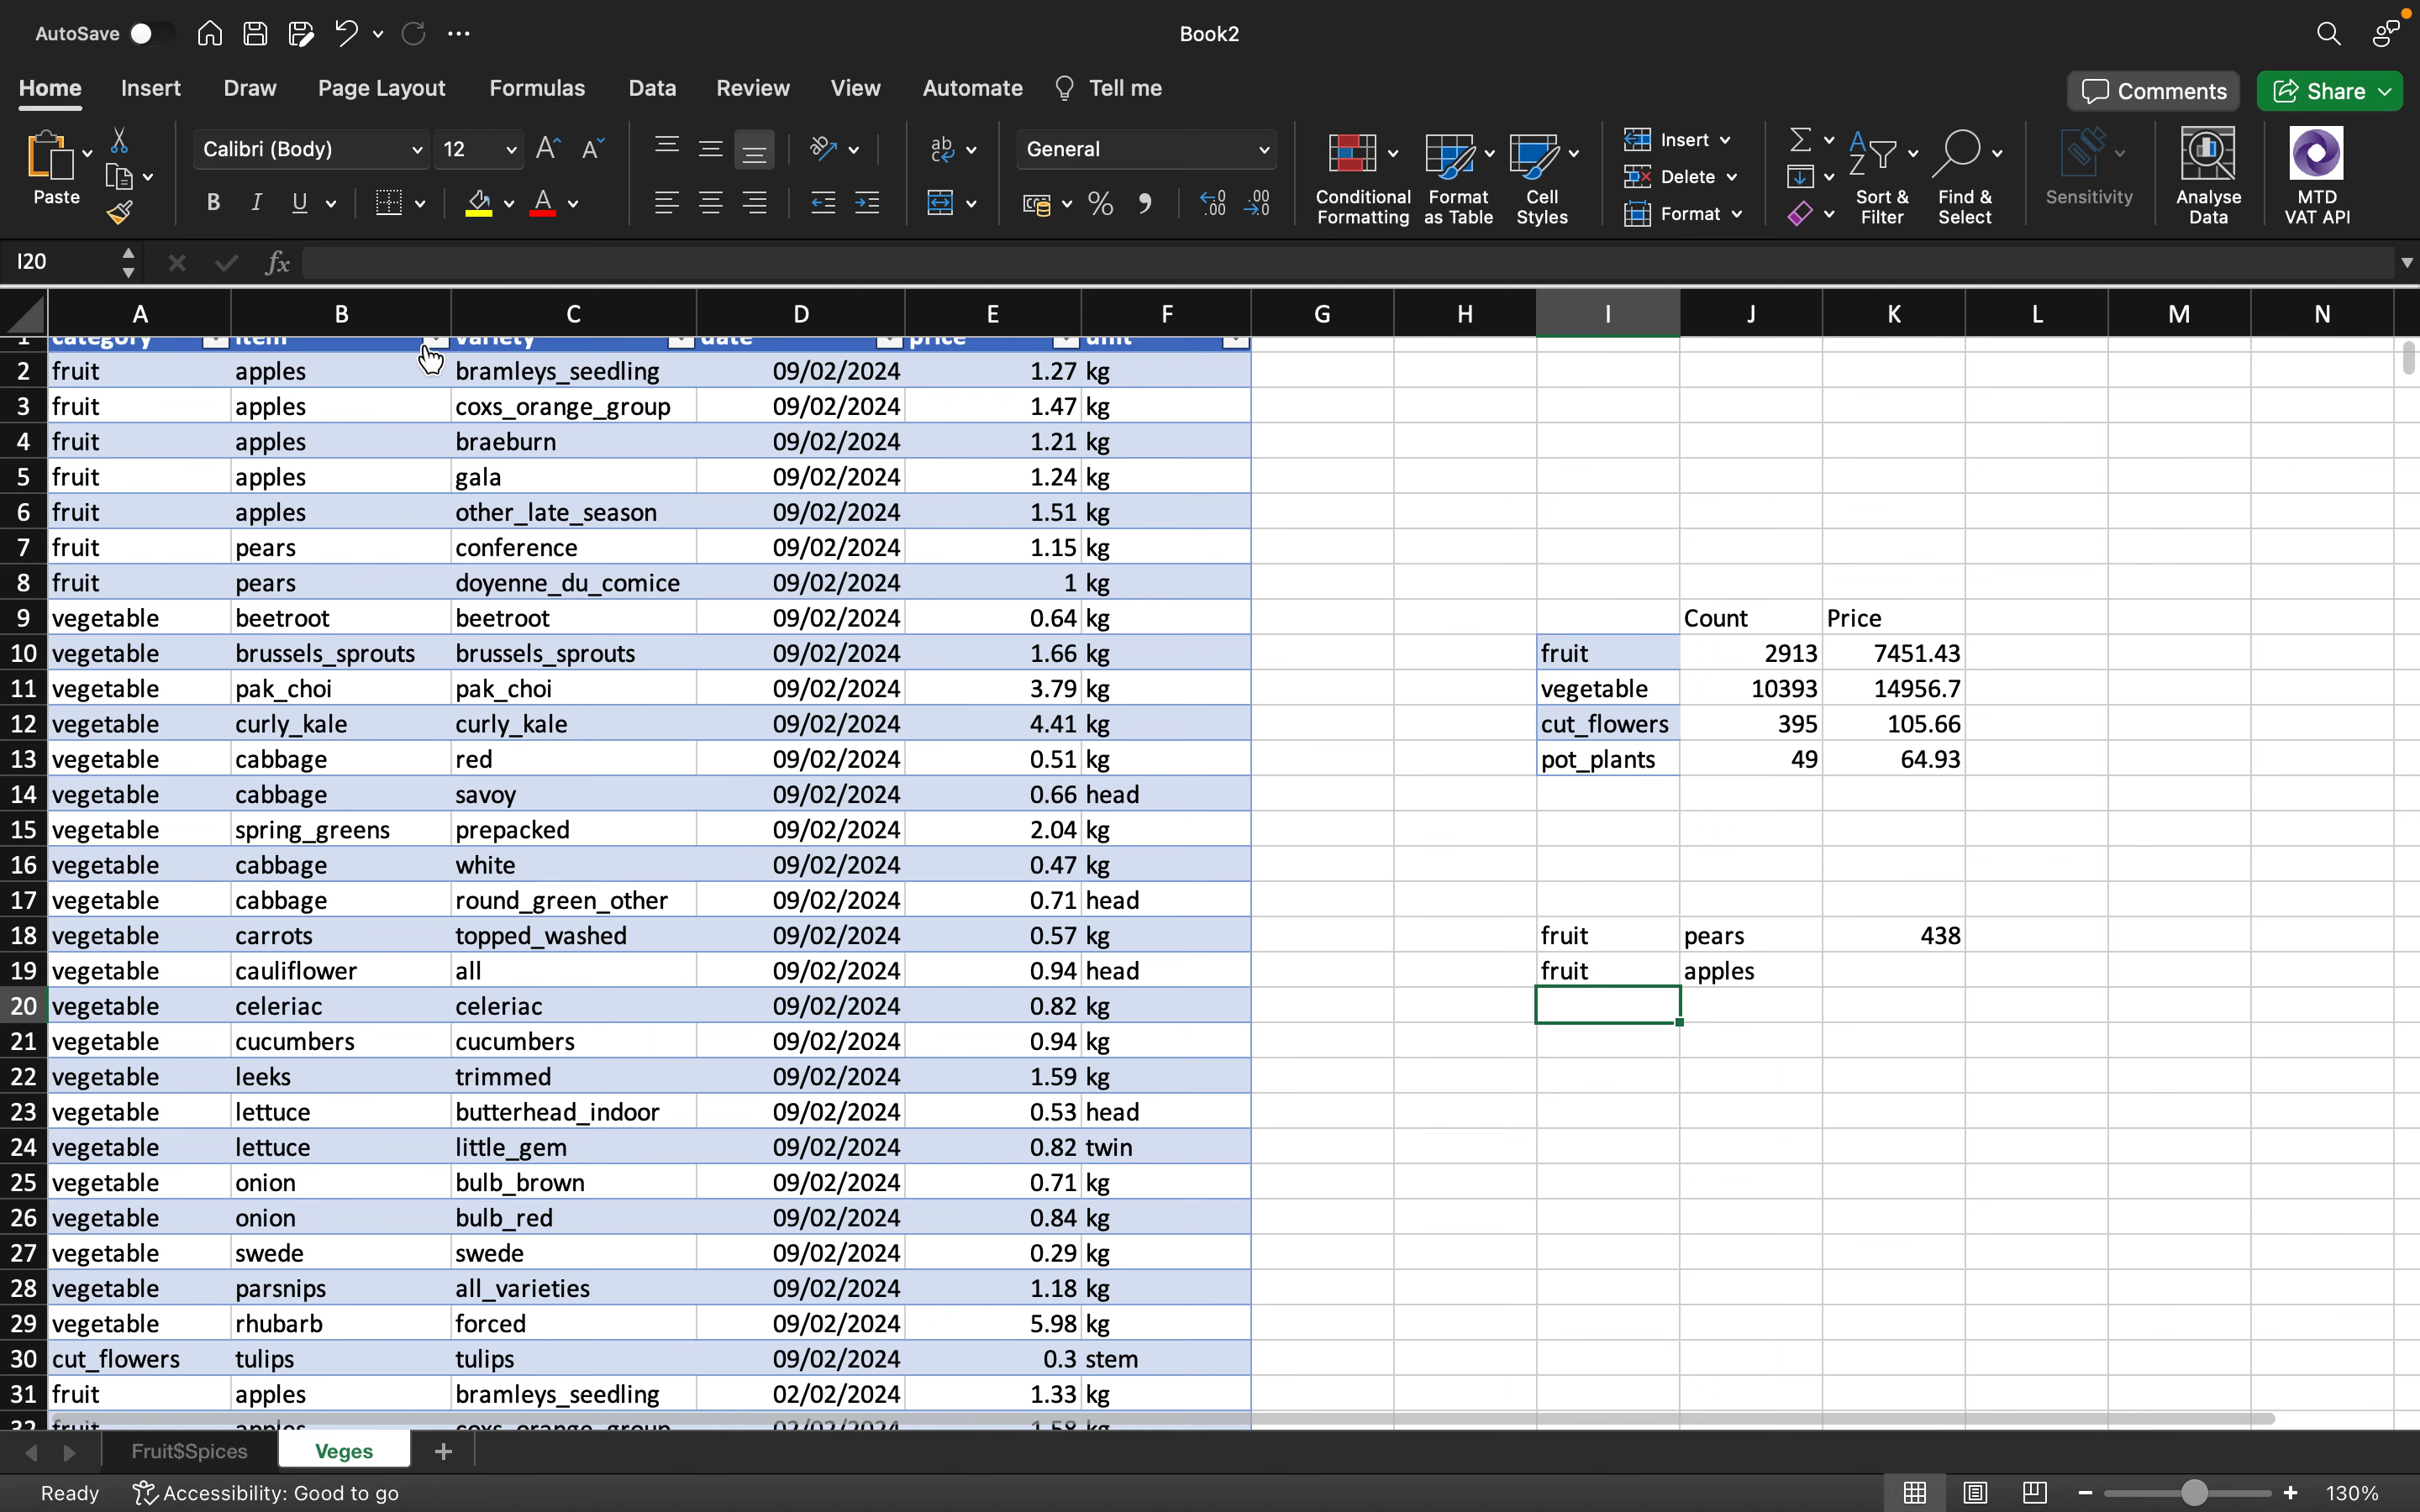 AutoSave
Book2
Home Insert Draw Page Layout Formulas Data Review View Automate Tell me
Comments Share
Paste
Calibri (Body) 12
B I U
General
Conditional Formatting
Format as Table
Cell Styles
Insert
Delete
Format
Sort & Filter
Find & Select
Sensitivity
Analyse Data
MTD VAT API
I20 fx
A B C D E F G H I J K L M N
1 category item variety date price unit
2 fruit apples bramleys_seedling 09/02/2024 1.27 kg
3 fruit apples coxs_orange_group 09/02/2024 1.47 kg
4 fruit apples braeburn 09/02/2024 1.21 kg
5 fruit apples gala 09/02/2024 1.24 kg
6 fruit apples other_late_season 09/02/2024 1.51 kg
7 fruit pears conference 09/02/2024 1.15 kg
8 fruit pears doyenne_du_comice 09/02/2024 1 kg
9 vegetable beetroot beetroot 09/02/2024 0.64 kg Count Price
10 vegetable brussels_sprouts brussels_sprouts 09/02/2024 1.66 kg fruit 2913 7451.43
11 vegetable pak_choi pak_choi 09/02/2024 3.79 kg vegetable 10393 14956.7
12 vegetable curly_kale curly_kale 09/02/2024 4.41 kg cut_flowers 395 105.66
13 vegetable cabbage red 09/02/2024 0.51 kg pot_plants 49 64.93
14 vegetable cabbage savoy 09/02/2024 0.66 head
15 vegetable spring_greens prepacked 09/02/2024 2.04 kg
16 vegetable cabbage white 09/02/2024 0.47 kg
17 vegetable cabbage round_green_other 09/02/2024 0.71 head
18 vegetable carrots topped_washed 09/02/2024 0.57 kg fruit pears 438
19 vegetable cauliflower all 09/02/2024 0.94 head fruit apples
20 vegetable celeriac celeriac 09/02/2024 0.82 kg
21 vegetable cucumbers cucumbers 09/02/2024 0.94 kg
22 vegetable leeks trimmed 09/02/2024 1.59 kg
23 vegetable lettuce butterhead_indoor 09/02/2024 0.53 head
24 vegetable lettuce little_gem 09/02/2024 0.82 twin
25 vegetable onion bulb_brown 09/02/2024 0.71 kg
26 vegetable onion bulb_red 09/02/2024 0.84 kg
27 vegetable swede swede 09/02/2024 0.29 kg
28 vegetable parsnips all_varieties 09/02/2024 1.18 kg
29 vegetable rhubarb forced 09/02/2024 5.98 kg
30 cut_flowers tulips tulips 09/02/2024 0.3 stem
31 fruit apples bramleys_seedling 02/02/2024 1.33 kg
32 fruit apples coxs_orange_group 02/02/2024 1.58 kg
Fruit$Spices Veges +
Ready Accessibility: Good to go 130%